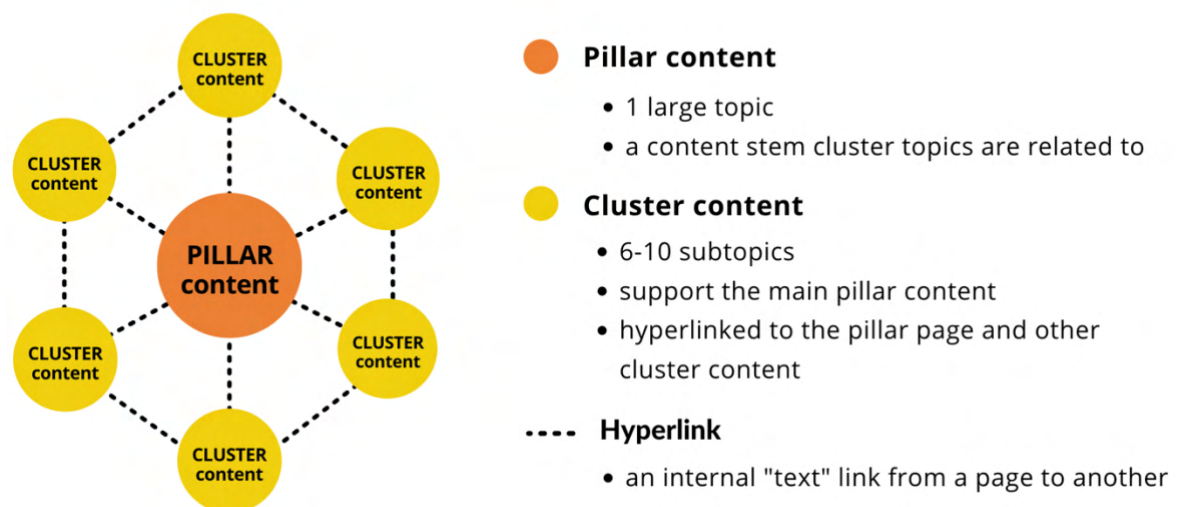 CLUSTER
content
CLUSTER
content
CLUSTER
content
PILLAR
content
CLUSTER
content
CLUSTER
content
CLUSTER
content
Pillar content
• 1 large topic
• a content stem cluster topics are related to
Cluster content
• 6-10 subtopics
• support the main pillar content
• hyperlinked to the pillar page and other
cluster content
Hyperlink
• an internal "text" link from a page to another